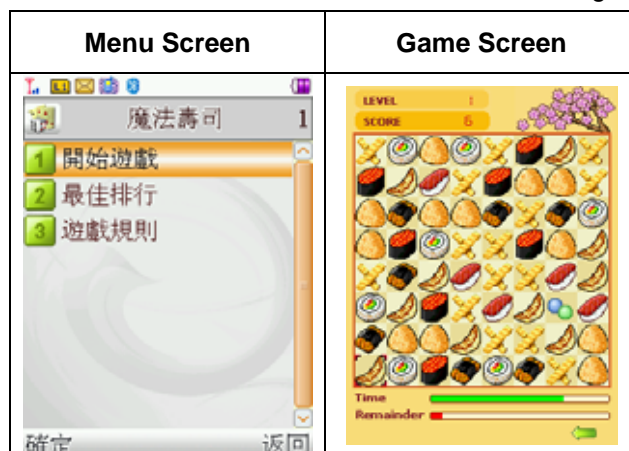 Menu Screen
Game Screen
魔法壽司 1
1 開始遊戲
2 最佳排行
3 遊戲規則
確定 返回
LEVEL 1
SCORE 6
Time
Remainder